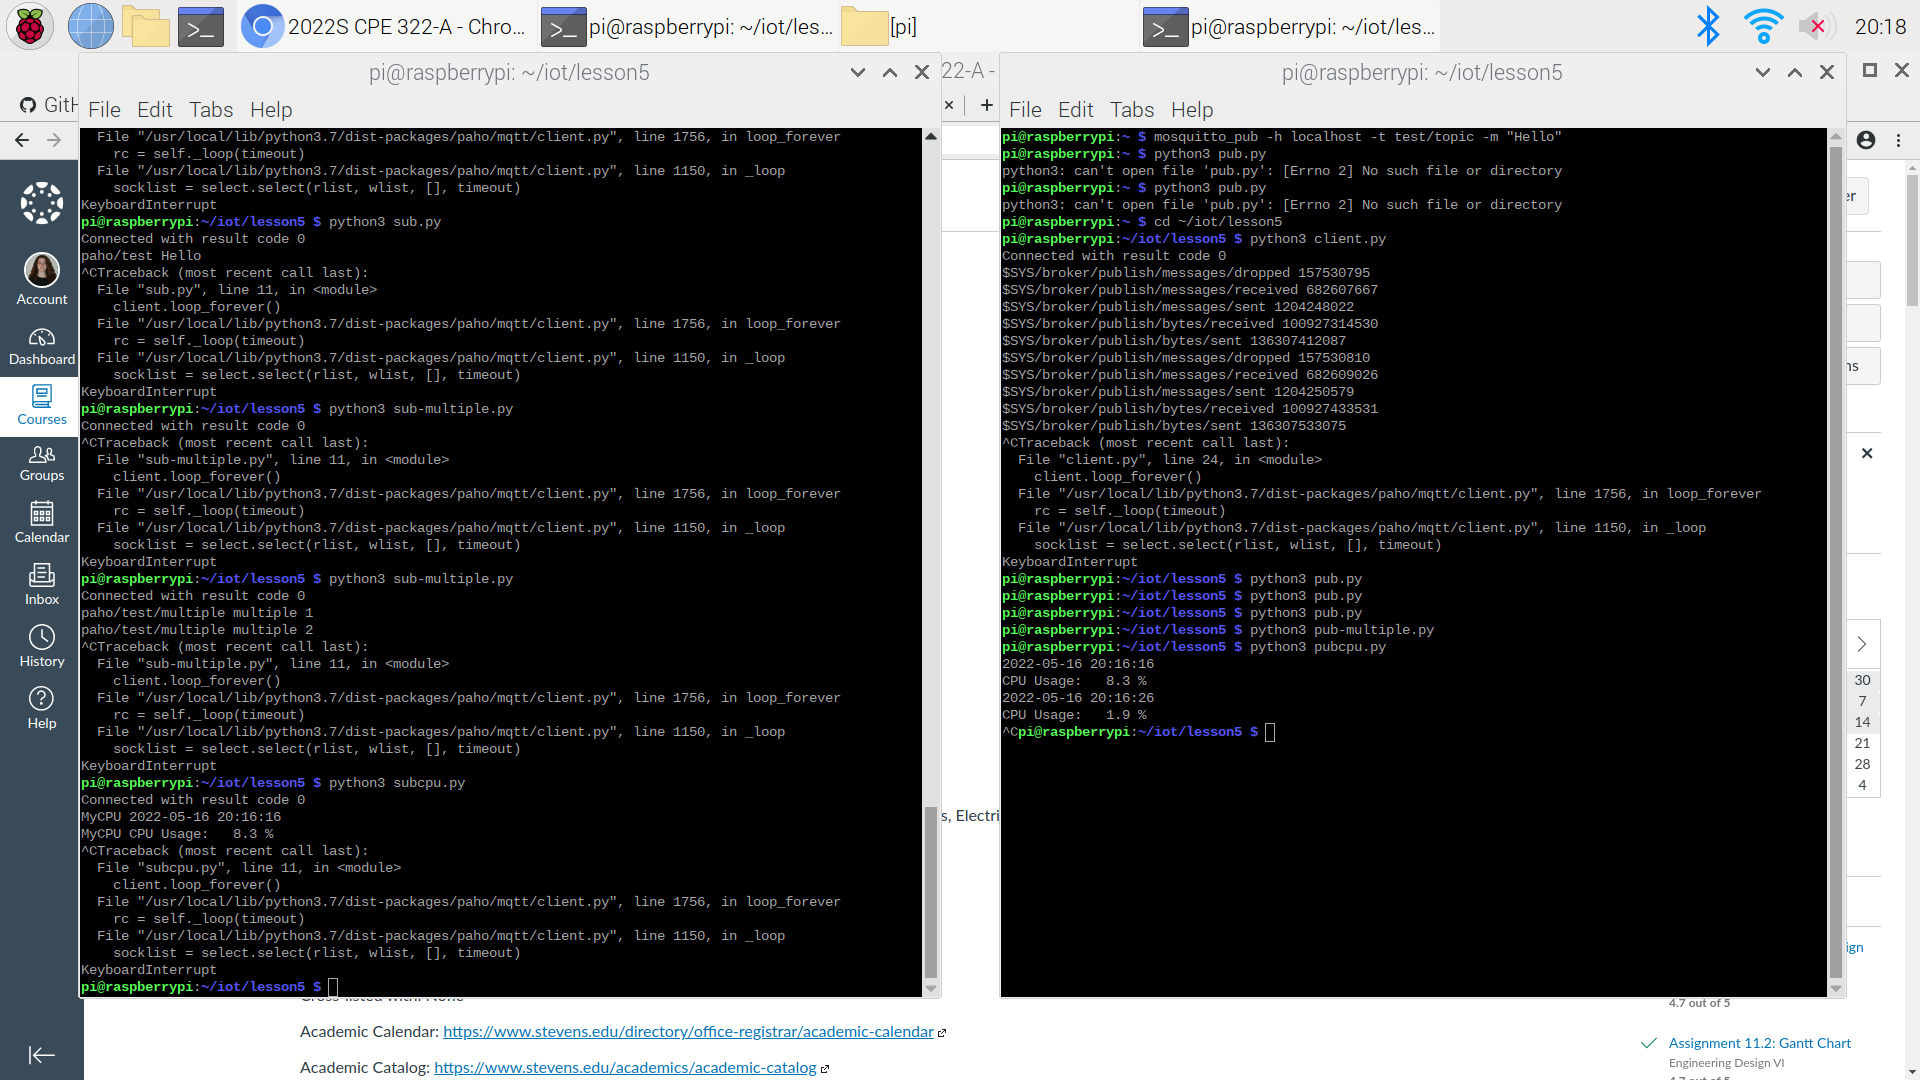 2022S CPE 322-A - Chro...
pi@raspberrypi: ~/iot/les...
[pi]
pi@raspberrypi: ~/iot/les...
20:18
pi@raspberrypi: ~/iot/lesson5
File Edit Tabs Help
File "/usr/local/lib/python3.7/dist-packages/paho/mqtt/client.py", line 1756, in loop_forever
rc = self._loop(timeout)
File "/usr/local/lib/python3.7/dist-packages/paho/mqtt/client.py", line 1150, in _loop
socklist = select.select(rlist, wlist, [], timeout)
KeyboardInterrupt
pi@raspberrypi:~/iot/lesson5 $ python3 sub.py
Connected with result code 0
paho/test Hello
^CTraceback (most recent call last):
File "sub.py", line 11, in <module>
client.loop_forever()
File "/usr/local/lib/python3.7/dist-packages/paho/mqtt/client.py", line 1756, in loop_forever
rc = self._loop(timeout)
File "/usr/local/lib/python3.7/dist-packages/paho/mqtt/client.py", line 1150, in _loop
socklist = select.select(rlist, wlist, [], timeout)
KeyboardInterrupt
pi@raspberrypi:~/iot/lesson5 $ python3 sub-multiple.py
Connected with result code 0
^CTraceback (most recent call last):
File "sub-multiple.py", line 11, in <module>
client.loop_forever()
File "/usr/local/lib/python3.7/dist-packages/paho/mqtt/client.py", line 1756, in loop_forever
rc = self._loop(timeout)
File "/usr/local/lib/python3.7/dist-packages/paho/mqtt/client.py", line 1150, in _loop
socklist = select.select(rlist, wlist, [], timeout)
KeyboardInterrupt
pi@raspberrypi:~/iot/lesson5 $ python3 sub-multiple.py
Connected with result code 0
paho/test/multiple multiple 1
paho/test/multiple multiple 2
^CTraceback (most recent call last):
File "sub-multiple.py", line 11, in <module>
client.loop_forever()
File "/usr/local/lib/python3.7/dist-packages/paho/mqtt/client.py", line 1756, in loop_forever
rc = self._loop(timeout)
File "/usr/local/lib/python3.7/dist-packages/paho/mqtt/client.py", line 1150, in _loop
socklist = select.select(rlist, wlist, [], timeout)
KeyboardInterrupt
pi@raspberrypi:~/iot/lesson5 $ python3 subcpu.py
Connected with result code 0
MyCPU 2022-05-16 20:16:16
MyCPU CPU Usage:   8.3 %
^CTraceback (most recent call last):
File "subcpu.py", line 11, in <module>
client.loop_forever()
File "/usr/local/lib/python3.7/dist-packages/paho/mqtt/client.py", line 1756, in loop_forever
rc = self._loop(timeout)
File "/usr/local/lib/python3.7/dist-packages/paho/mqtt/client.py", line 1150, in _loop
socklist = select.select(rlist, wlist, [], timeout)
KeyboardInterrupt
pi@raspberrypi:~/iot/lesson5 $
pi@raspberrypi: ~/iot/lesson5
File Edit Tabs Help
pi@raspberrypi:~ $ mosquitto_pub -h localhost -t test/topic -m "Hello"
pi@raspberrypi:~ $ python3 pub.py
python3: can't open file 'pub.py': [Errno 2] No such file or directory
pi@raspberrypi:~ $ python3 pub.py
python3: can't open file 'pub.py': [Errno 2] No such file or directory
pi@raspberrypi:~ $ cd ~/iot/lesson5
pi@raspberrypi:~/iot/lesson5 $ python3 client.py
Connected with result code 0
$SYS/broker/publish/messages/dropped 157530795
$SYS/broker/publish/messages/received 682607667
$SYS/broker/publish/messages/sent 1204248022
$SYS/broker/publish/bytes/received 100927314530
$SYS/broker/publish/bytes/sent 136307412087
$SYS/broker/publish/messages/dropped 157530810
$SYS/broker/publish/messages/received 682609026
$SYS/broker/publish/messages/sent 1204250579
$SYS/broker/publish/bytes/received 100927433531
$SYS/broker/publish/bytes/sent 136307533075
^CTraceback (most recent call last):
File "client.py", line 24, in <module>
client.loop_forever()
File "/usr/local/lib/python3.7/dist-packages/paho/mqtt/client.py", line 1756, in loop_forever
rc = self._loop(timeout)
File "/usr/local/lib/python3.7/dist-packages/paho/mqtt/client.py", line 1150, in _loop
socklist = select.select(rlist, wlist, [], timeout)
KeyboardInterrupt
pi@raspberrypi:~/iot/lesson5 $ python3 pub.py
pi@raspberrypi:~/iot/lesson5 $ python3 pub.py
pi@raspberrypi:~/iot/lesson5 $ python3 pub.py
pi@raspberrypi:~/iot/lesson5 $ python3 pub-multiple.py
pi@raspberrypi:~/iot/lesson5 $ python3 pubcpu.py
2022-05-16 20:16:16
CPU Usage:   8.3 %
2022-05-16 20:16:26
CPU Usage:   1.9 %
^Cpi@raspberrypi:~/iot/lesson5 $
22-A -
GitH
Account
Dashboard
Courses
Groups
Calendar
Inbox
History
Help
er
ns
30
7
14
21
28
4
s, Electri
ign
4.7 out of 5
Academic Calendar: https://www.stevens.edu/directory/office-registrar/academic-calendar
Academic Catalog: https://www.stevens.edu/academics/academic-catalog
Assignment 11.2: Gantt Chart
Engineering Design VI